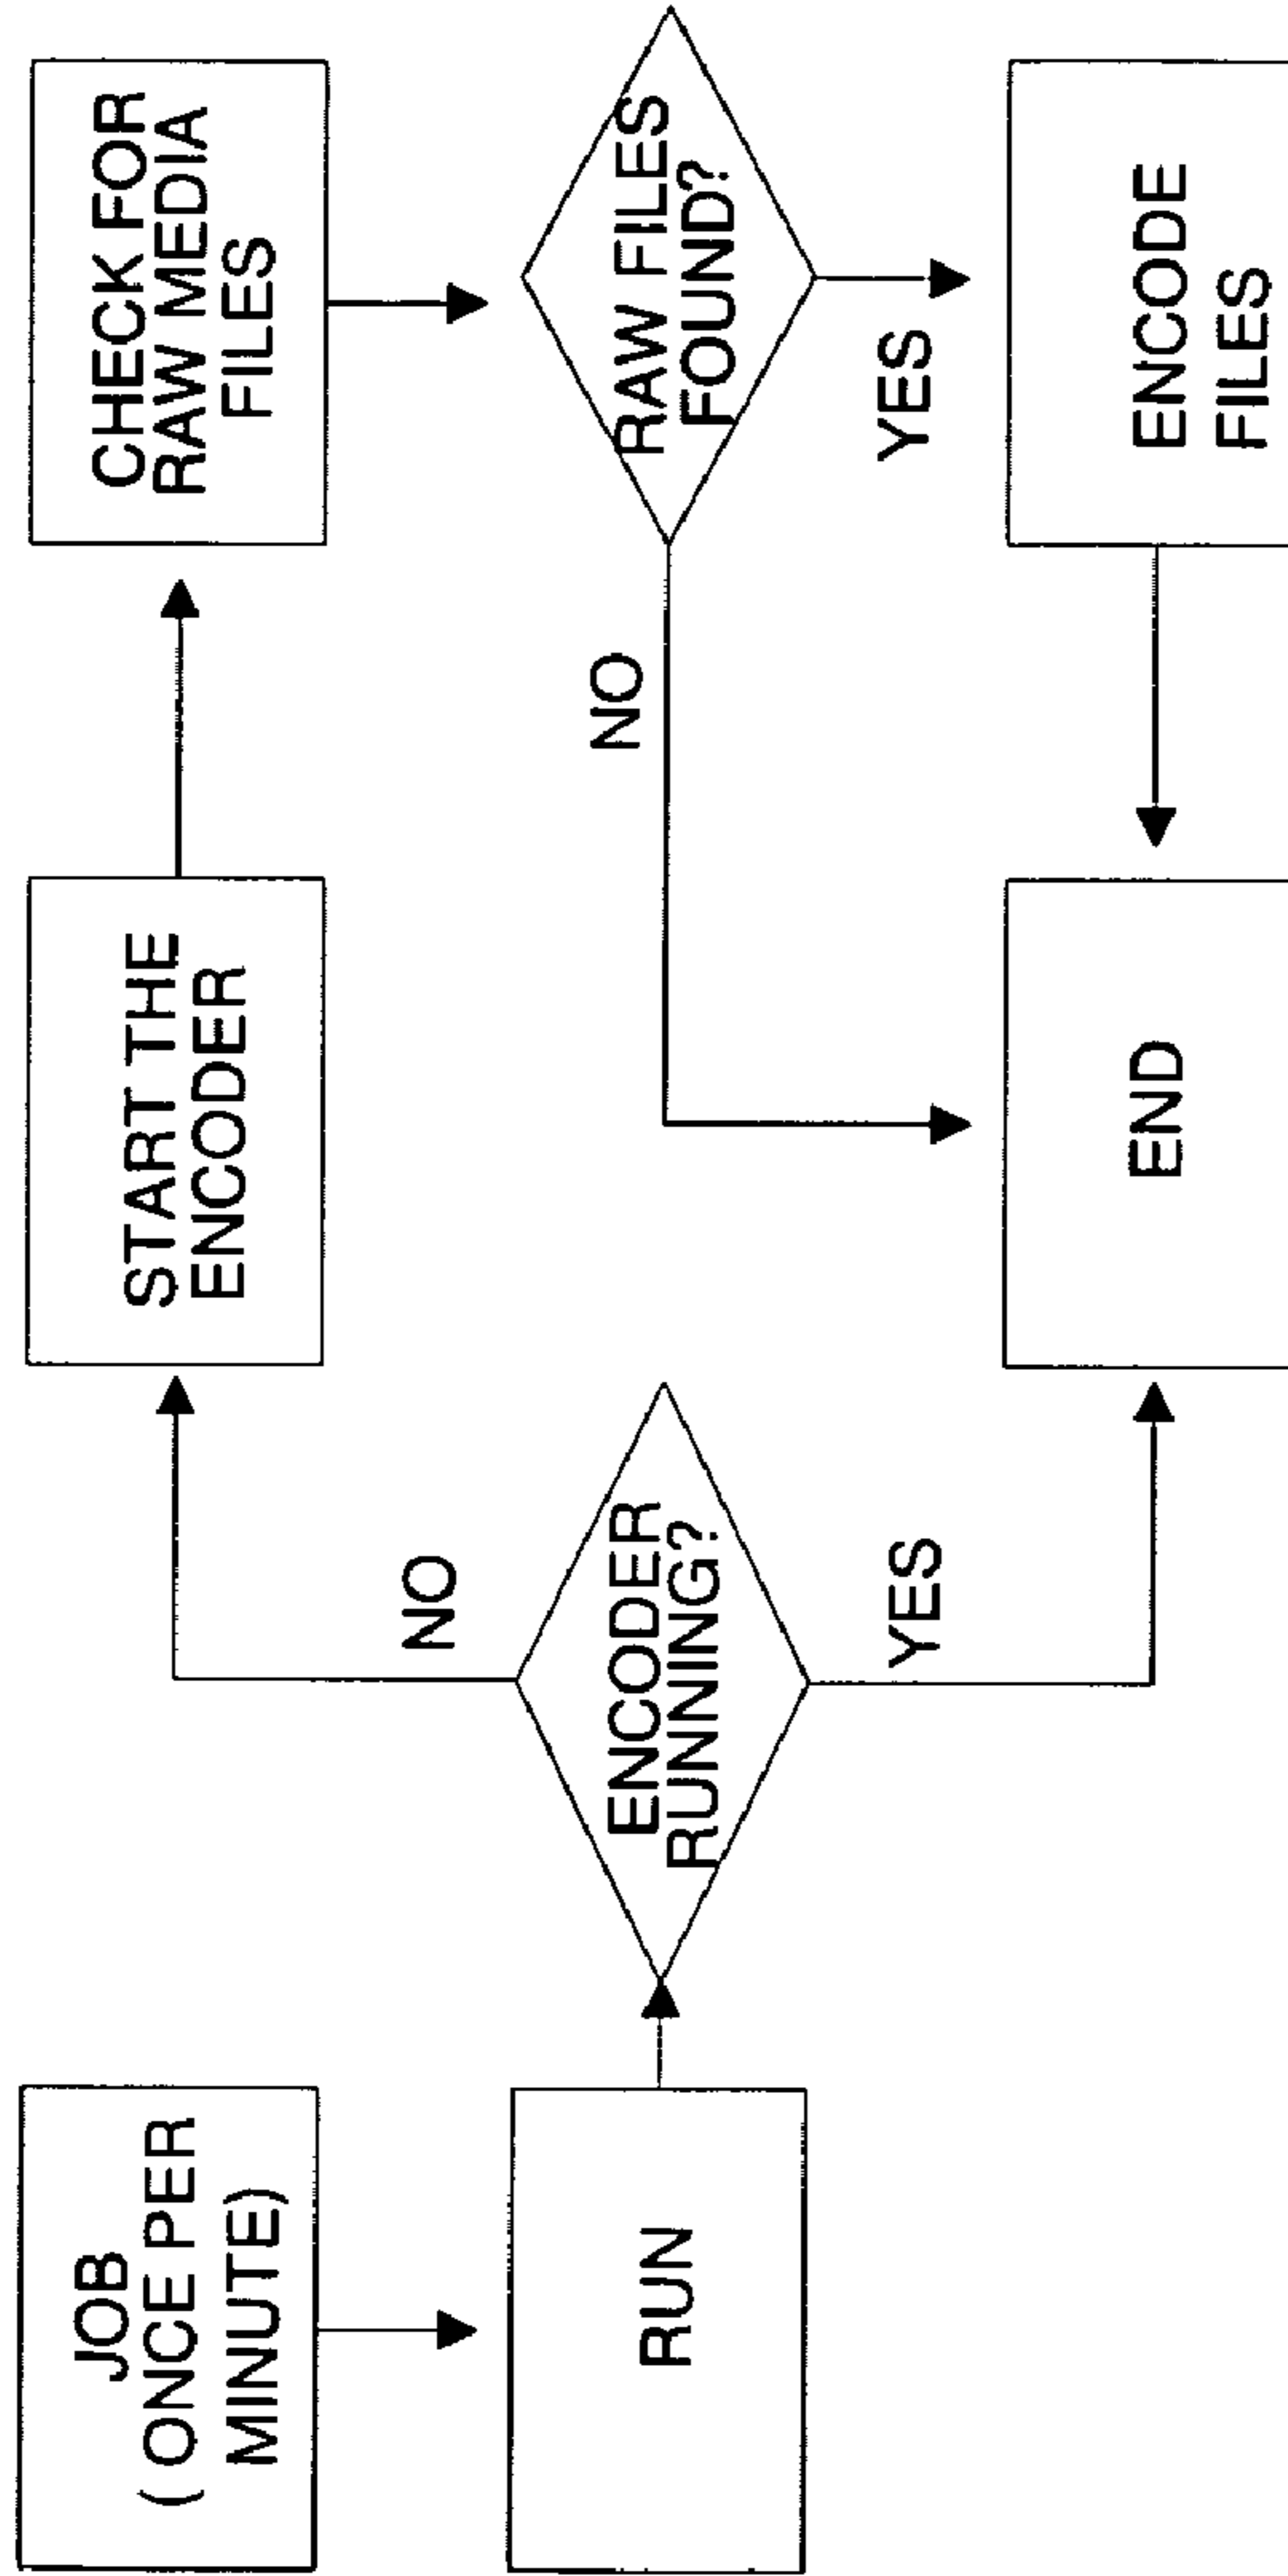 JOB
( ONCE PER
MINUTE)
RUN
ENCODER
RUNNING?
NO
YES
START THE
ENCODER
CHECK FOR
RAW MEDIA
FILES
RAW FILES
FOUND?
NO
YES
ENCODE
FILES
END